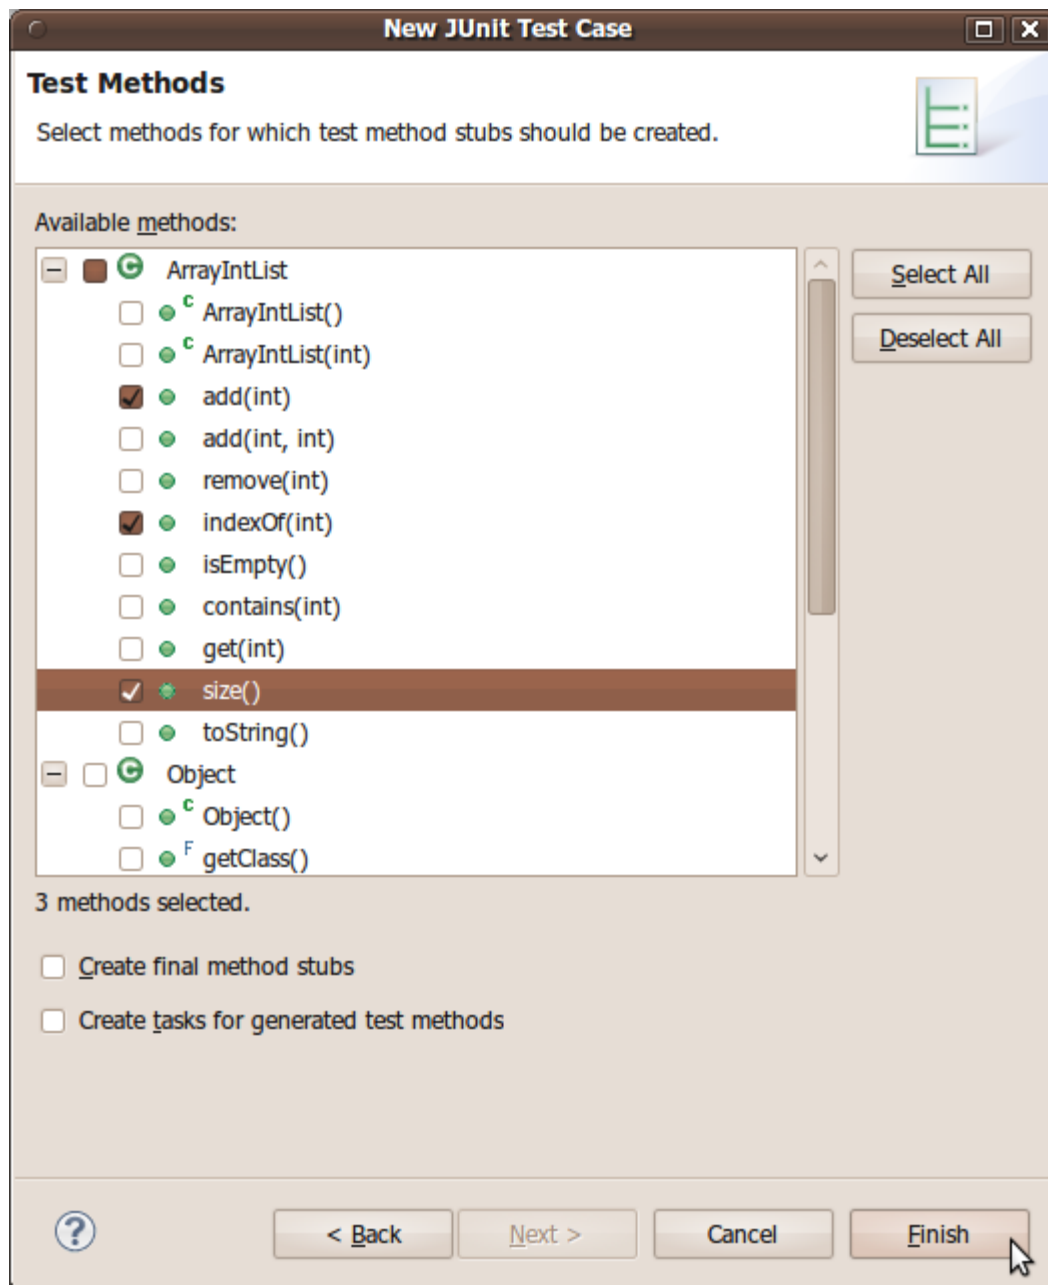 New JUnit Test Case
Test Methods
Select methods for which test method stubs should be created.
Available methods:
ArrayIntList
ArrayIntList()
ArrayIntList(int)
add(int)
add(int, int)
remove(int)
indexOf(int)
isEmpty()
contains(int)
get(int)
size()
toString()
Object
Object()
getClass()
Select All
Deselect All
3 methods selected.
Create final method stubs
Create tasks for generated test methods
< Back
Next >
Cancel
Finish